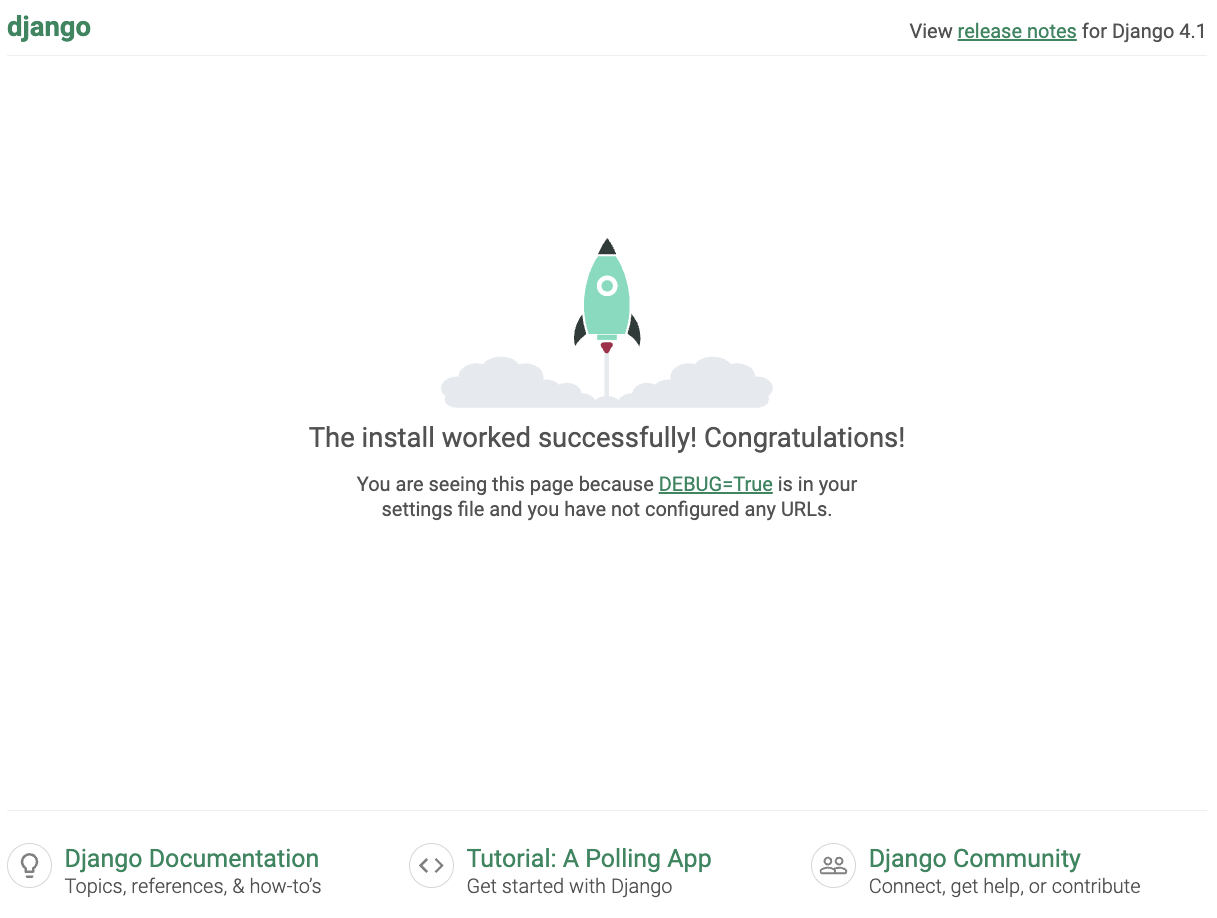 django
View release notes for Django 4.1
The install worked successfully! Congratulations!
You are seeing this page because DEBUG=True is in your
settings file and you have not configured any URLs.
Django Documentation
Topics, references, & how-to’s
Tutorial: A Polling App
Get started with Django
Django Community
Connect, get help, or contribute